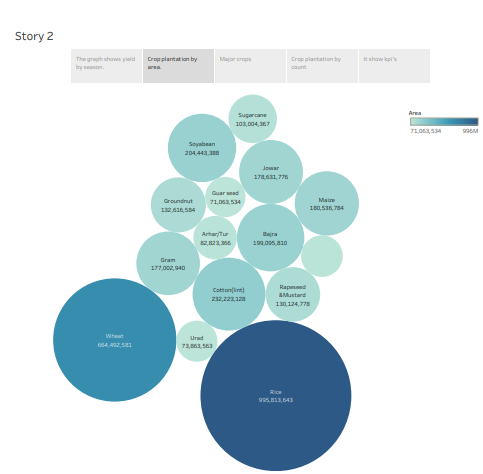 Story 2
The graph shows yield
by season.
Crop plantation by
area.
Major crops
Crop plantation by
count
It show kpi's
Area
71,063,534 996M
Sugarcane
103,004,367
Soyabean
204,443,388
Jowar
178,631,776
Guar seed
71,063,534
Groundnut
132,616,584
Maize
180,536,784
Arhar/Tur
82,823,366
Bajra
199,095,810
Gram
177,002,940
Cotton(lint)
232,223,128
Rapeseed
&Mustard
130,124,778
Wheat
664,492,581
Urad
73,863,563
Rice
995,813,643